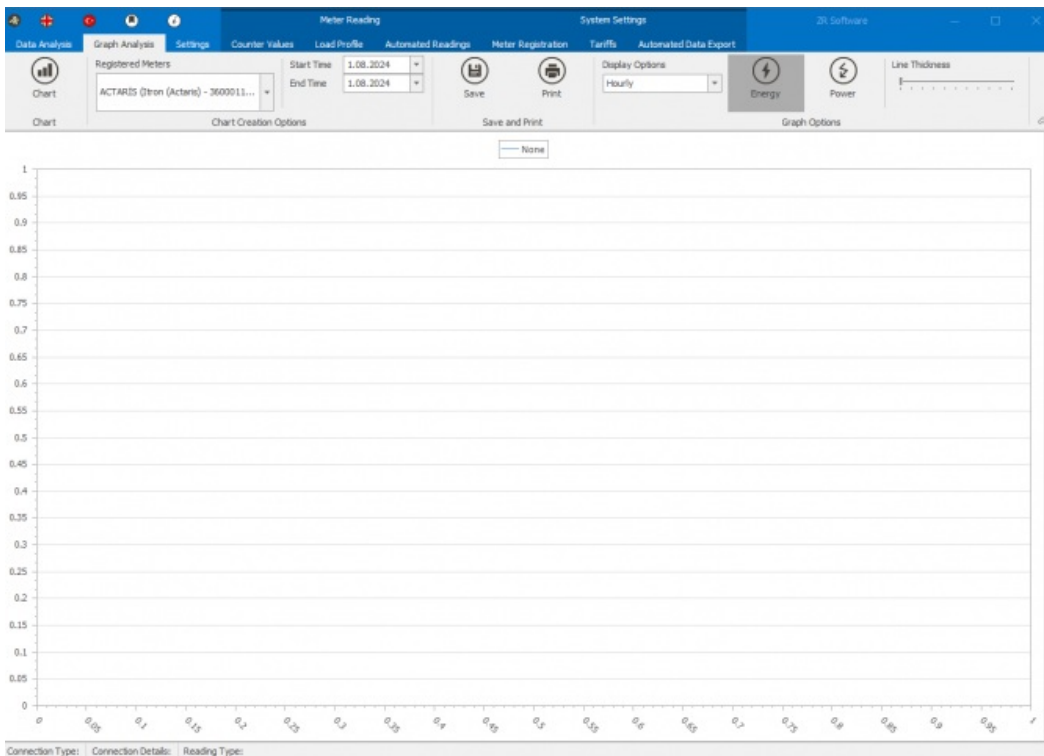 Meter Reading System Settings 2R Software
Data Analysis Graph Analysis Settings Counter Values Load Profile Automated Readings Meter Registration Tariffs Automated Data Export
Registered Meters Start Time 1.08.2024 Display Options Line Thickness
ACTARİS (Itron (Actaris) - 3600011... End Time 1.08.2024 Hourly
Chart Save Print Energy Power
Chart Chart Creation Options Save and Print Graph Options
None
1
0.95
0.9
0.85
0.8
0.75
0.7
0.65
0.6
0.55
0.5
0.45
0.4
0.35
0.3
0.25
0.2
0.15
0.1
0.05
0
0 0.05 0.1 0.15 0.2 0.25 0.3 0.35 0.4 0.45 0.5 0.55 0.6 0.65 0.7 0.75 0.8 0.85 0.9 0.95 1
Connection Type: Connection Details: Reading Type: